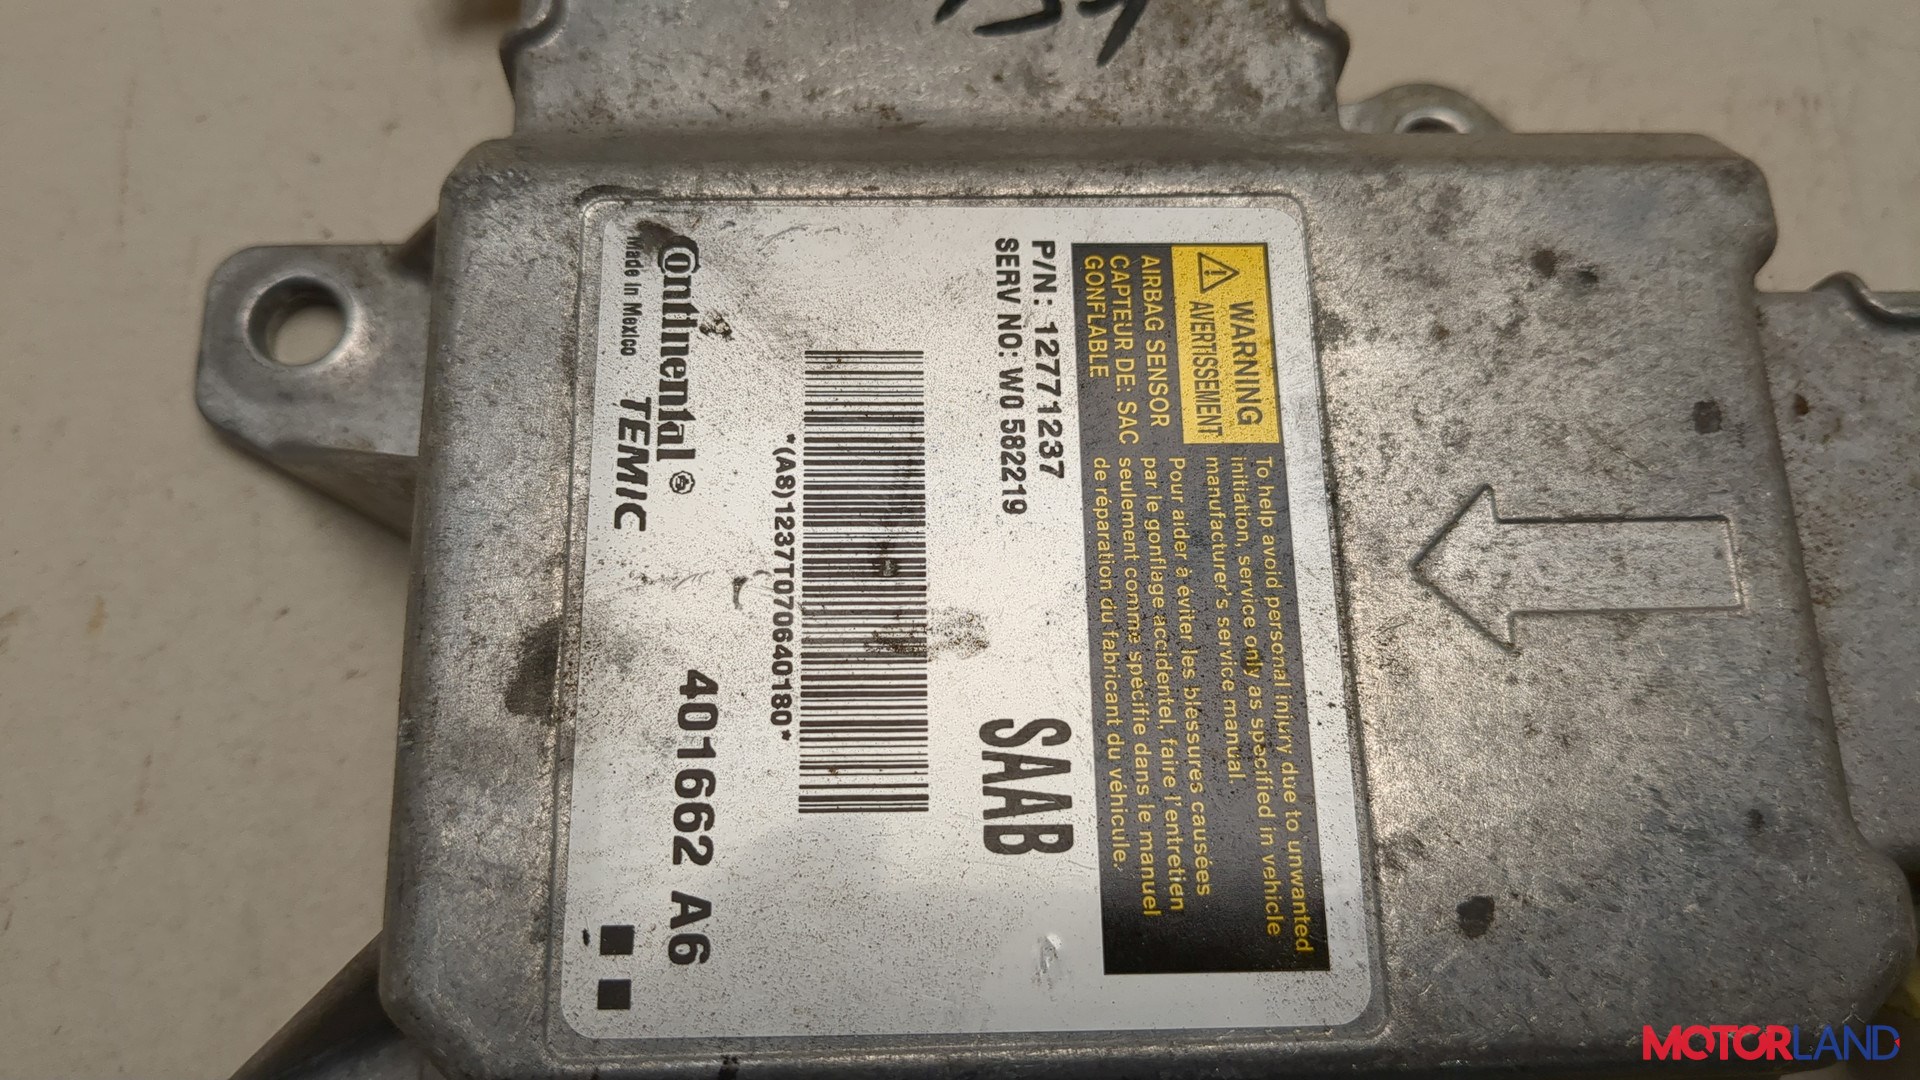 WARNING
AVERTISSEMENT
AIRBAG SENSOR
CAPTEUR DE: SAC
GONFLABLE
To help avoid personal injury due to unwanted
initiation, service only as specified in vehicle
manufacturer's service manual.
Pour aider à éviter les blessures causées
par le gonflage accidentel, faire l'entretien
seulement comme spécifie dans le manuel
de réparation du fabricant du véhicule.
P/N: 12771237
SERV NO: W0 582219
SAAB
*(A8)1237T070640180*
Continental
TEMIC
Made in Mexico
401662 A6
MOTORLAND